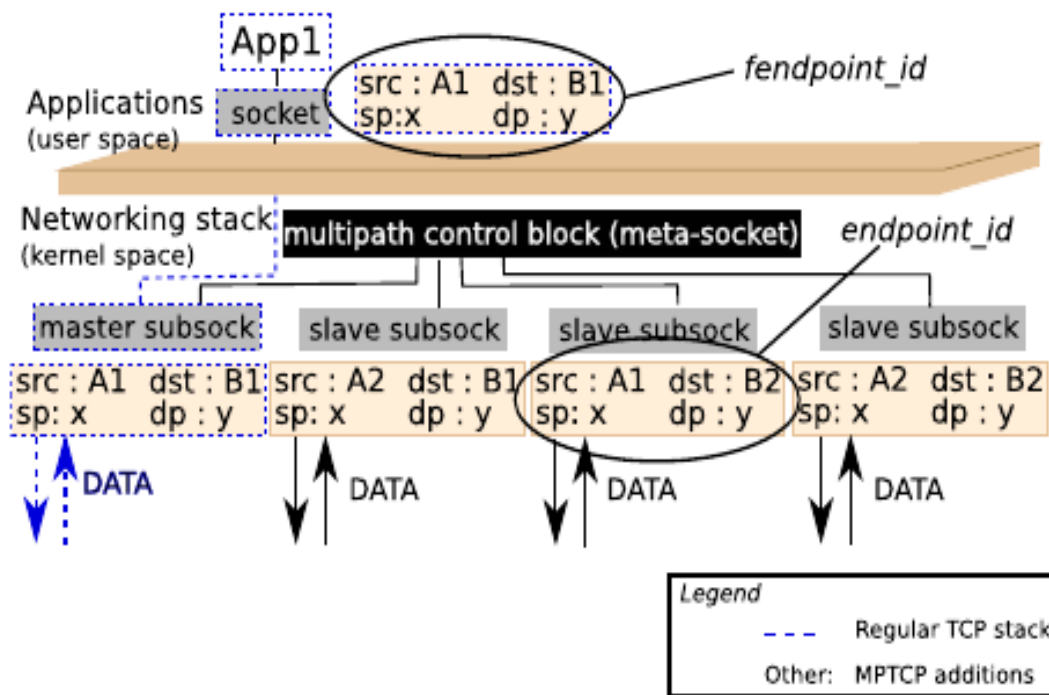 App1
src : A1 dst : B1
sp:x dp : y
fendpoint_id
Applications
(user space)
socket
Networking stack
(kernel space)
multipath control block (meta-socket)
endpoint_id
master subsock
slave subsock
slave subsock
slave subsock
src : A1 dst : B1
sp: x dp : y
src : A2 dst : B1
sp: x dp : y
src : A1 dst : B2
sp: x dp : y
src : A2 dst : B2
sp: x dp : y
DATA
DATA
DATA
DATA
Legend
Regular TCP stack
Other: MPTCP additions